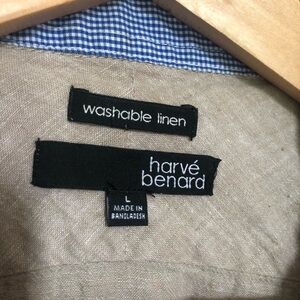 washable linen
harvé
benard
L
MADE IN
BANGLADESH